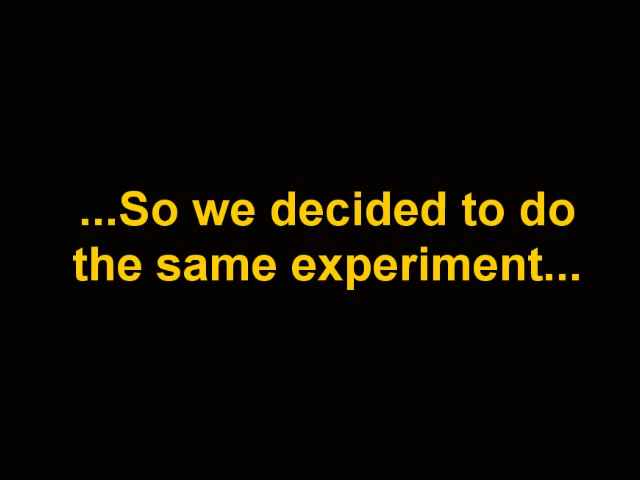 ...So we decided to do
the same experiment...